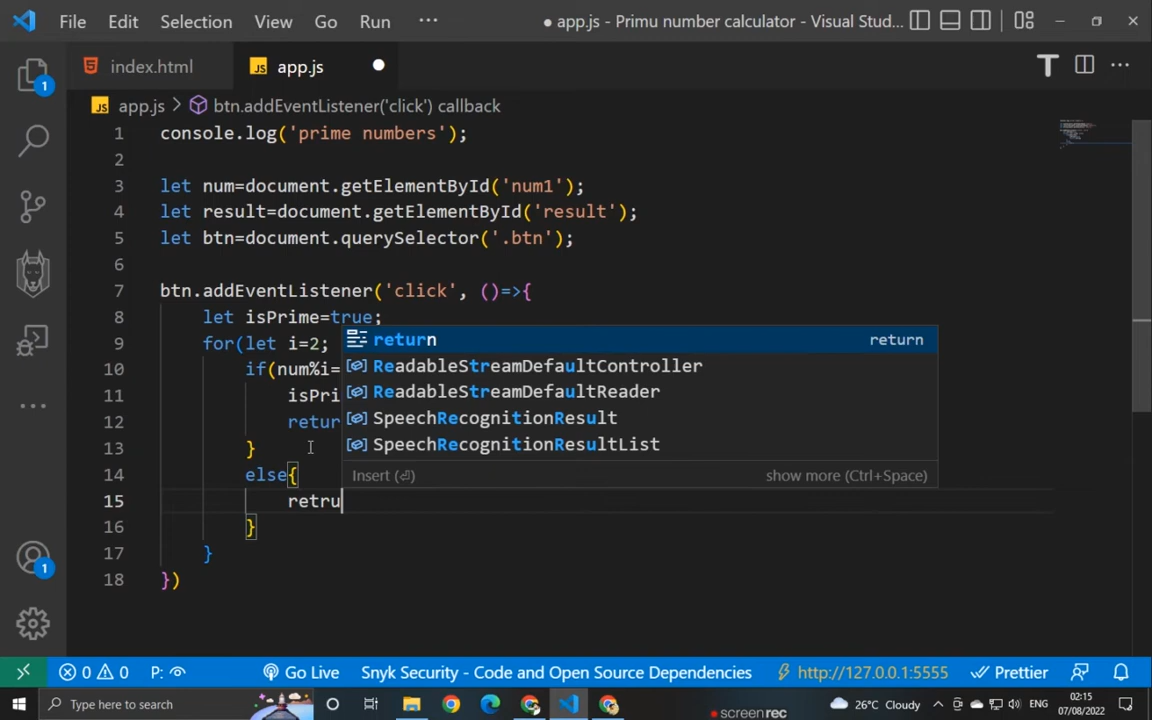 File Edit Selection View Go Run ··· ● app.js - Primu number calculator - Visual Stud...
index.html JS app.js
JS app.js > btn.addEventListener('click') callback
1 console.log('prime numbers');
2
3 let num=document.getElementById('num1');
4 let result=document.getElementById('result');
5 let btn=document.querySelector('.btn');
6
7 btn.addEventListener('click', ()=>{
8 let isPrime=true;
9 for(let i=2;
10 if(num%i=
11 isPri
12 retur
13 }
14 else{
15 retru
16 }
17 }
18 })
return return
ReadableStreamDefaultController
ReadableStreamDefaultReader
SpeechRecognitionResult
SpeechRecognitionResultList
Insert (⏎) show more (Ctrl+Space)
1
1
0 0 P: Go Live Snyk Security - Code and Open Source Dependencies http://127.0.0.1:5555 Prettier
Type here to search 26°C Cloudy ENG 02:15
07/08/2022
screenrec